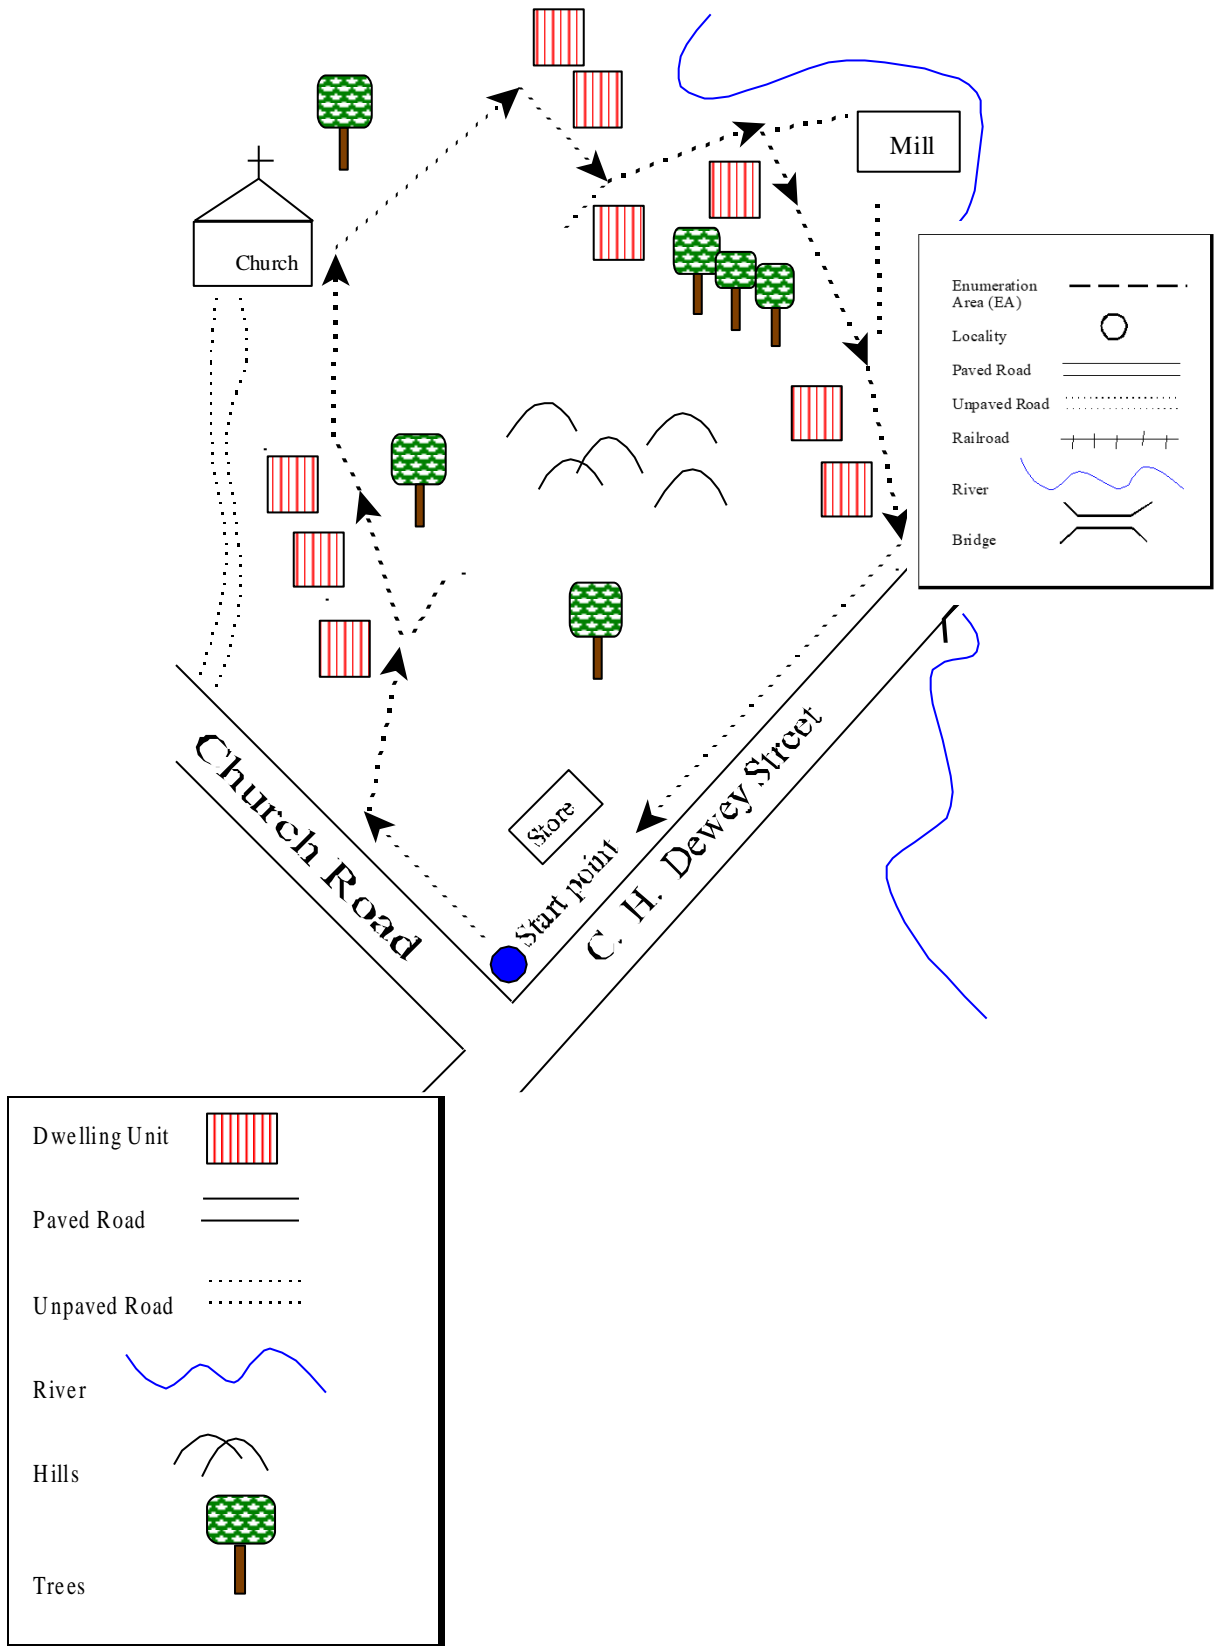 Mill
Church
Enumeration
Area (EA)
Locality
Paved Road
Unpaved Road
Railroad
River
Bridge
Church Road
Store
Start point
C. H. Dewey Street
Dwelling Unit
Paved Road
Unpaved Road
River
Hills
Trees